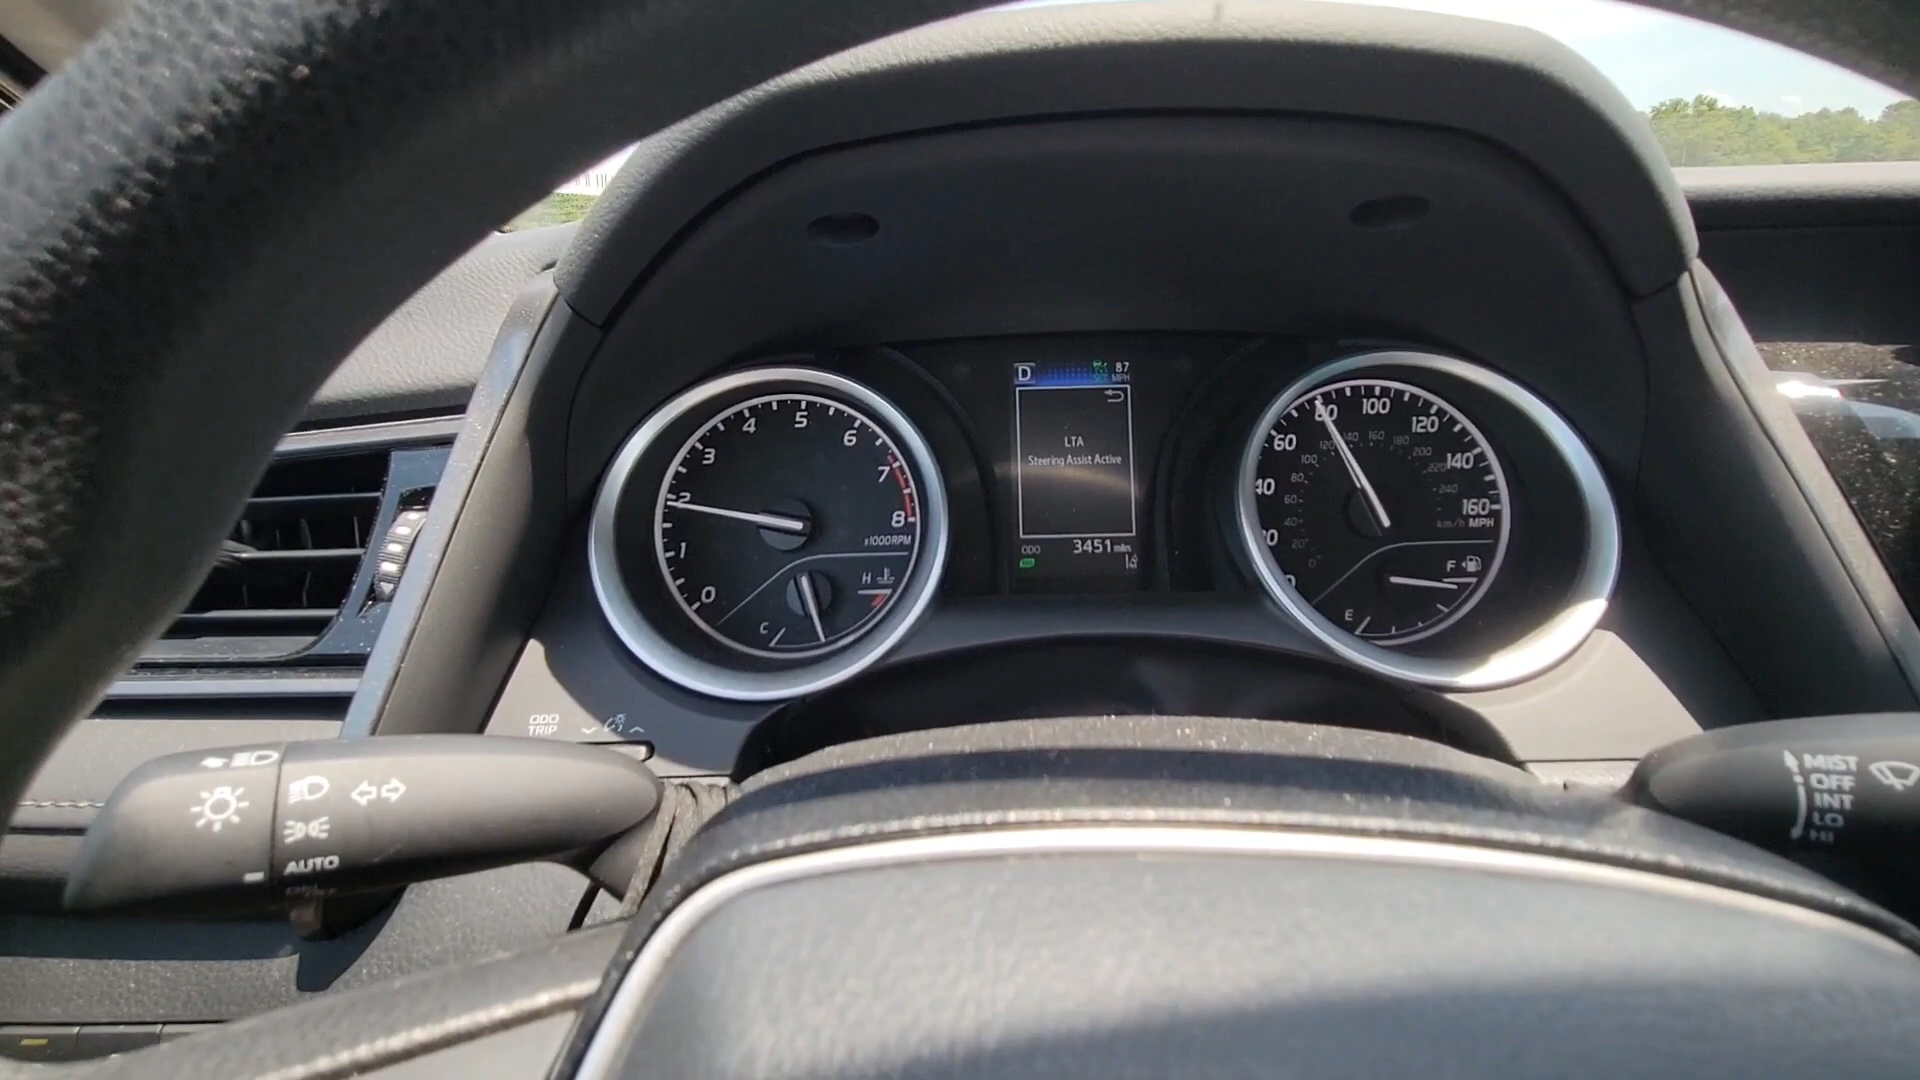 D
87
MPH
LTA
Steering Assist Active
ODO
3451 miles
0
1
2
3
4
5
6
7
8
x1000RPM
C
H
40
60
80
100
120
140
160
km/h MPH
0
20
40
60
80
100
120
140
160
180
200
220
240
E
F
ODO
TRIP
AUTO
MIST
OFF
INT
LO
HI